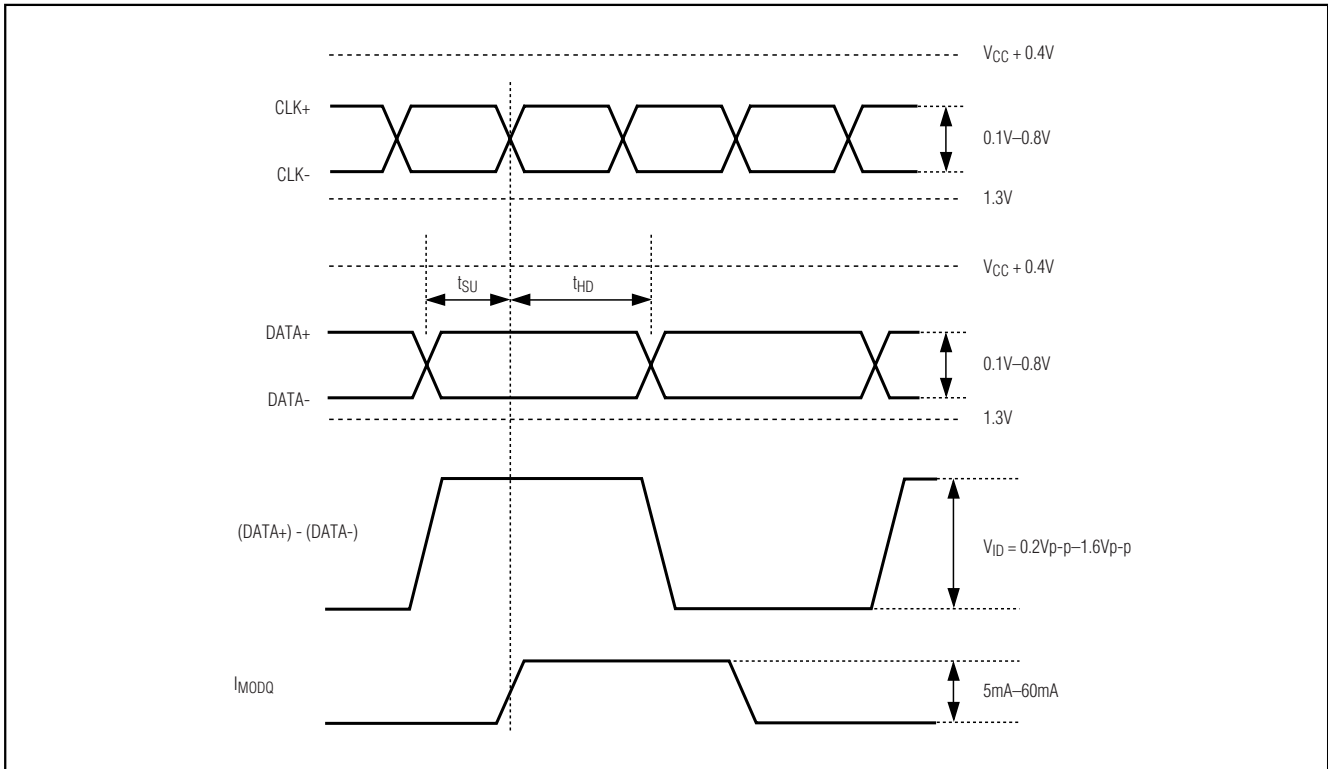 VCC + 0.4V
CLK+
0.1V–0.8V
CLK-
1.3V
VCC + 0.4V
tSU
tHD
DATA+
0.1V–0.8V
DATA-
1.3V
(DATA+) - (DATA-)
VID = 0.2Vp-p–1.6Vp-p
IMODQ
5mA–60mA